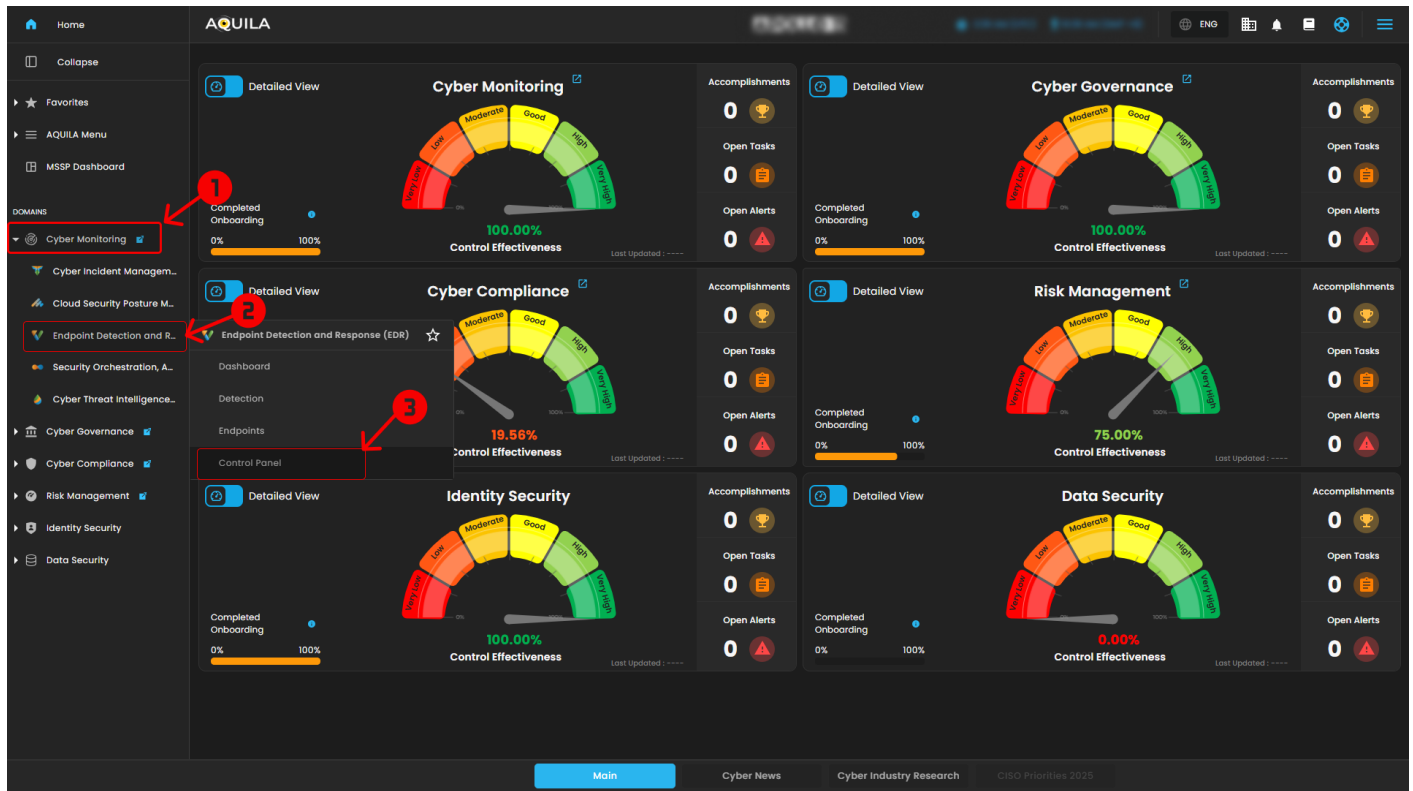 Home
AQUILA
ENG
Collapse
Favorites
AQUILA Menu
MSSP Dashboard
DOMAINS
Cyber Monitoring
Cyber Incident Managem...
Cloud Security Posture M...
Endpoint Detection and R...
Security Orchestration, A...
Cyber Threat Intelligence...
Cyber Governance
Cyber Compliance
Risk Management
Identity Security
Data Security
1
2
3
Endpoint Detection and Response (EDR)
Dashboard
Detection
Endpoints
Control Panel
Detailed View
Cyber Monitoring
Very Low
Low
Moderate
Good
High
Very High
0%
100%
100.00%
Control Effectiveness
Completed
Onboarding
0% 100%
Last Updated : ----
Accomplishments
0
Open Tasks
0
Open Alerts
0
Detailed View
Cyber Governance
Very Low
Low
Moderate
Good
High
Very High
0%
100%
100.00%
Control Effectiveness
Completed
Onboarding
0% 100%
Last Updated : ----
Accomplishments
0
Open Tasks
0
Open Alerts
0
Detailed View
Cyber Compliance
Moderate
Good
High
Very High
0%
100%
19.56%
Control Effectiveness
Last Updated : ----
Accomplishments
0
Open Tasks
0
Open Alerts
0
Detailed View
Risk Management
Very Low
Low
Moderate
Good
High
Very High
0%
100%
75.00%
Control Effectiveness
Completed
Onboarding
0% 100%
Last Updated : ----
Accomplishments
0
Open Tasks
0
Open Alerts
0
Detailed View
Identity Security
Very Low
Low
Moderate
Good
High
Very High
0%
100%
100.00%
Control Effectiveness
Completed
Onboarding
0% 100%
Last Updated : ----
Accomplishments
0
Open Tasks
0
Open Alerts
0
Detailed View
Data Security
Very Low
Low
Moderate
Good
High
Very High
0%
100%
0.00%
Control Effectiveness
Completed
Onboarding
0% 100%
Last Updated : ----
Accomplishments
0
Open Tasks
0
Open Alerts
0
Main
Cyber News
Cyber Industry Research
CISO Priorities 2025